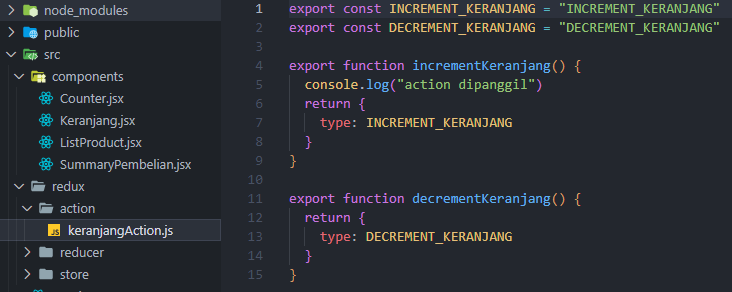 node_modules
public
src
components
Counter.jsx
Keranjang.jsx
ListProduct.jsx
SummaryPembelian.jsx
redux
action
JS keranjangAction.js
reducer
store
1 export const INCREMENT_KERANJANG = "INCREMENT_KERANJANG"
2 export const DECREMENT_KERANJANG = "DECREMENT_KERANJANG"
3
4 export function incrementKeranjang() {
5 console.log("action dipanggil")
6 return {
7 type: INCREMENT_KERANJANG
8 }
9 }
10
11 export function decrementKeranjang() {
12 return {
13 type: DECREMENT_KERANJANG
14 }
15 }